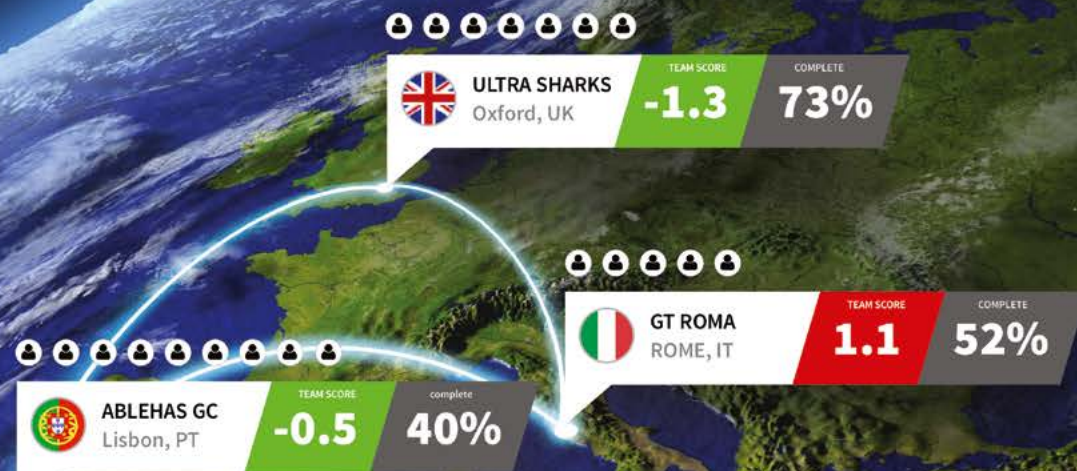 ULTRA SHARKS
Oxford, UK
TEAM SCORE
-1.3
COMPLETE
73%
GT ROMA
ROME, IT
TEAM SCORE
1.1
COMPLETE
52%
ABLEHAS GC
Lisbon, PT
TEAM SCORE
-0.5
complete
40%